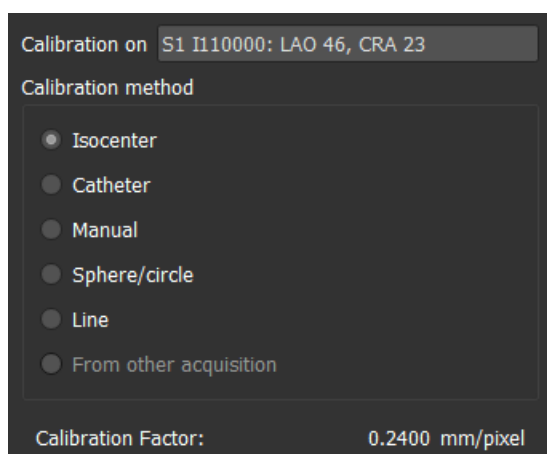 Calibration on S1 I110000: LAO 46, CRA 23
Calibration method
Isocenter
Catheter
Manual
Sphere/circle
Line
From other acquisition
Calibration Factor: 0.2400 mm/pixel